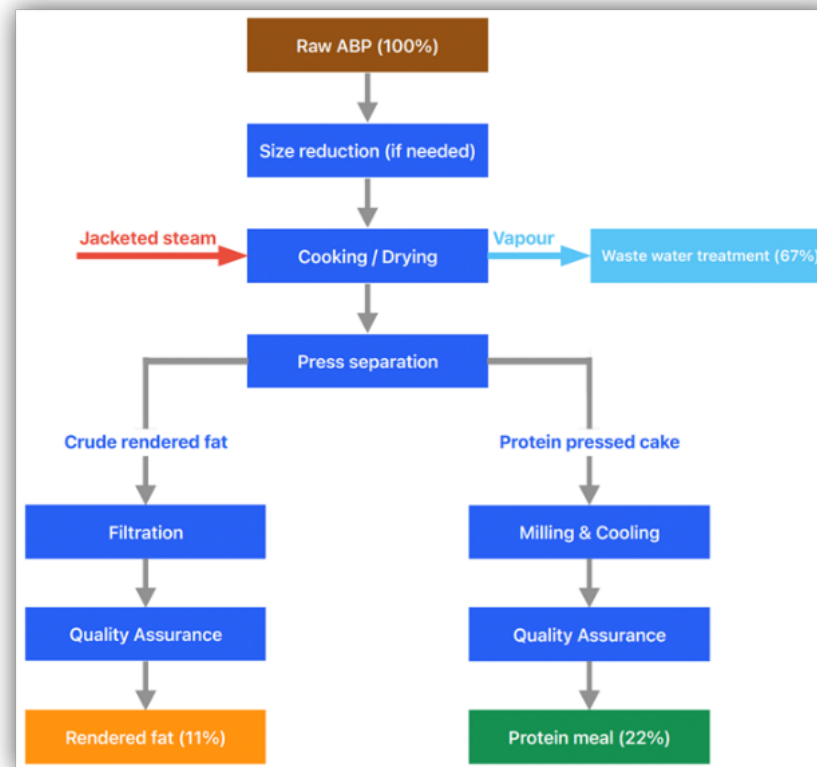 Raw ABP (100%)
Size reduction (if needed)
Jacketed steam
Cooking / Drying
Vapour
Waste water treatment (67%)
Press separation
Crude rendered fat
Protein pressed cake
Filtration
Milling & Cooling
Quality Assurance
Quality Assurance
Rendered fat (11%)
Protein meal (22%)